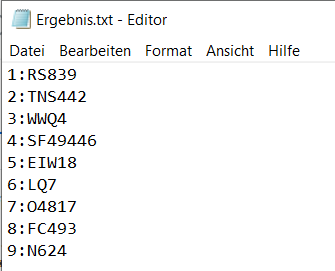 Ergebnis.txt - Editor
Datei Bearbeiten Format Ansicht Hilfe
1:RS839
2:TNS442
3:WWQ4
4:SF49446
5:EIW18
6:LQ7
7:O4817
8:FC493
9:N624